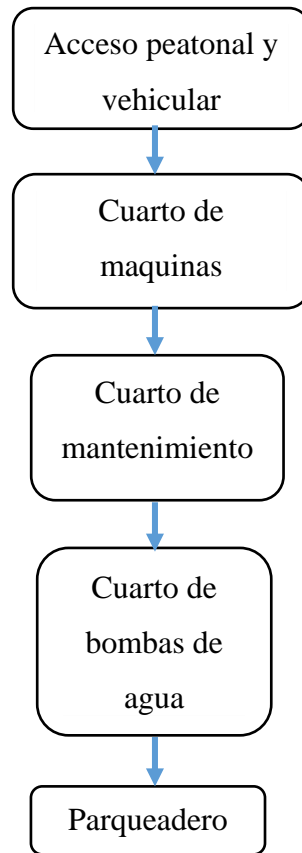 Acceso peatonal y
vehicular
Cuarto de
maquinas
Cuarto de
mantenimiento
Cuarto de
bombas de
agua
Parqueadero